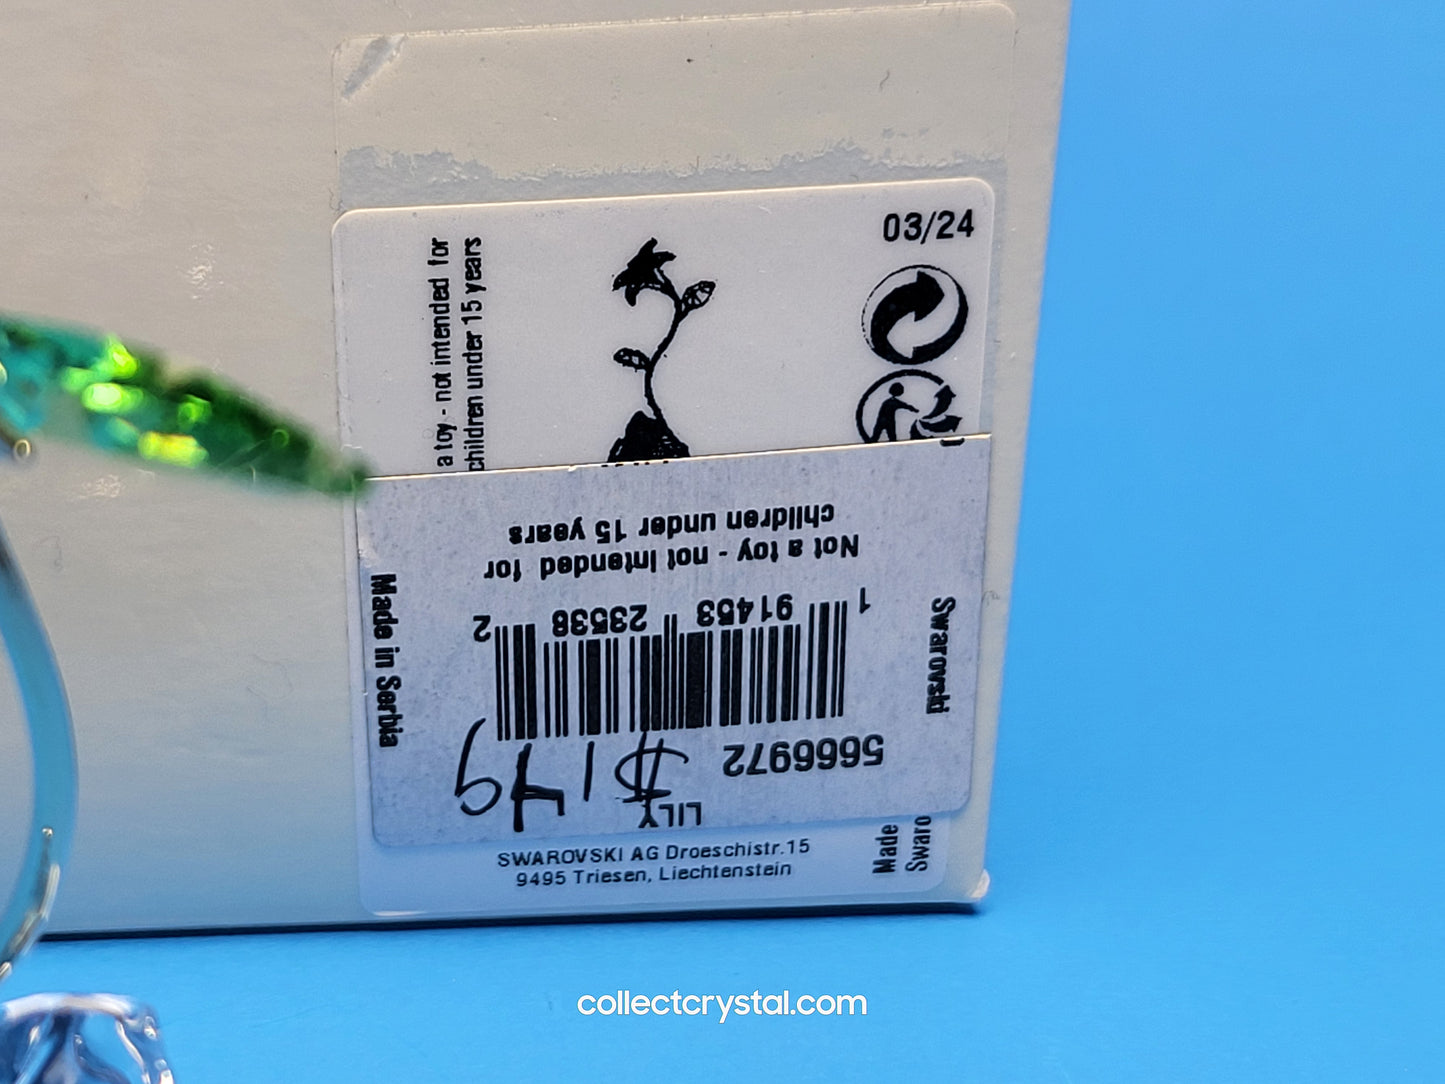 03/24
a toy - not intended for
children under 15 years
Not a toy - not intended for
children under 15 years
1 91453 23538 2
Made in Serbia
Swarovski
5666972
$149
LILY
Made
Swaro
SWAROVSKI AG Droeschistr.15
9495 Triesen, Liechtenstein
collectcrystal.com